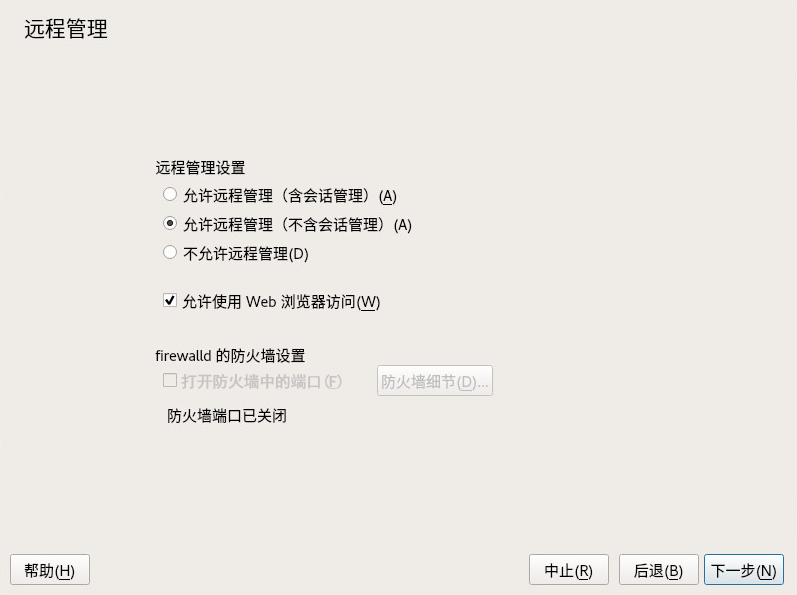 远程管理
远程管理设置
允许远程管理（含会话管理）(A)
允许远程管理（不含会话管理）(A)
不允许远程管理(D)
允许使用 Web 浏览器访问(W)
firewalld 的防火墙设置
打开防火墙中的端口(F) 防火墙细节(D)...
防火墙端口已关闭
帮助(H) 中止(R) 后退(B) 下一步(N)